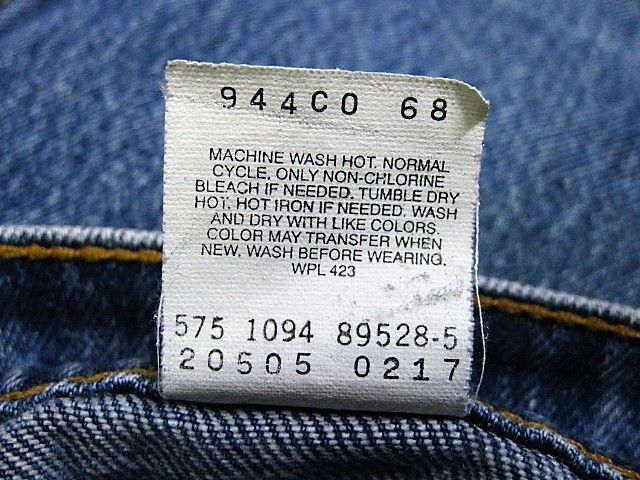 944C0 68
MACHINE WASH HOT. NORMAL
CYCLE. ONLY NON-CHLORINE
BLEACH IF NEEDED. TUMBLE DRY
HOT. HOT IRON IF NEEDED. WASH
AND DRY WITH LIKE COLORS.
COLOR MAY TRANSFER WHEN
NEW. WASH BEFORE WEARING.
WPL 423
575 1094 89528-5
20505 0217